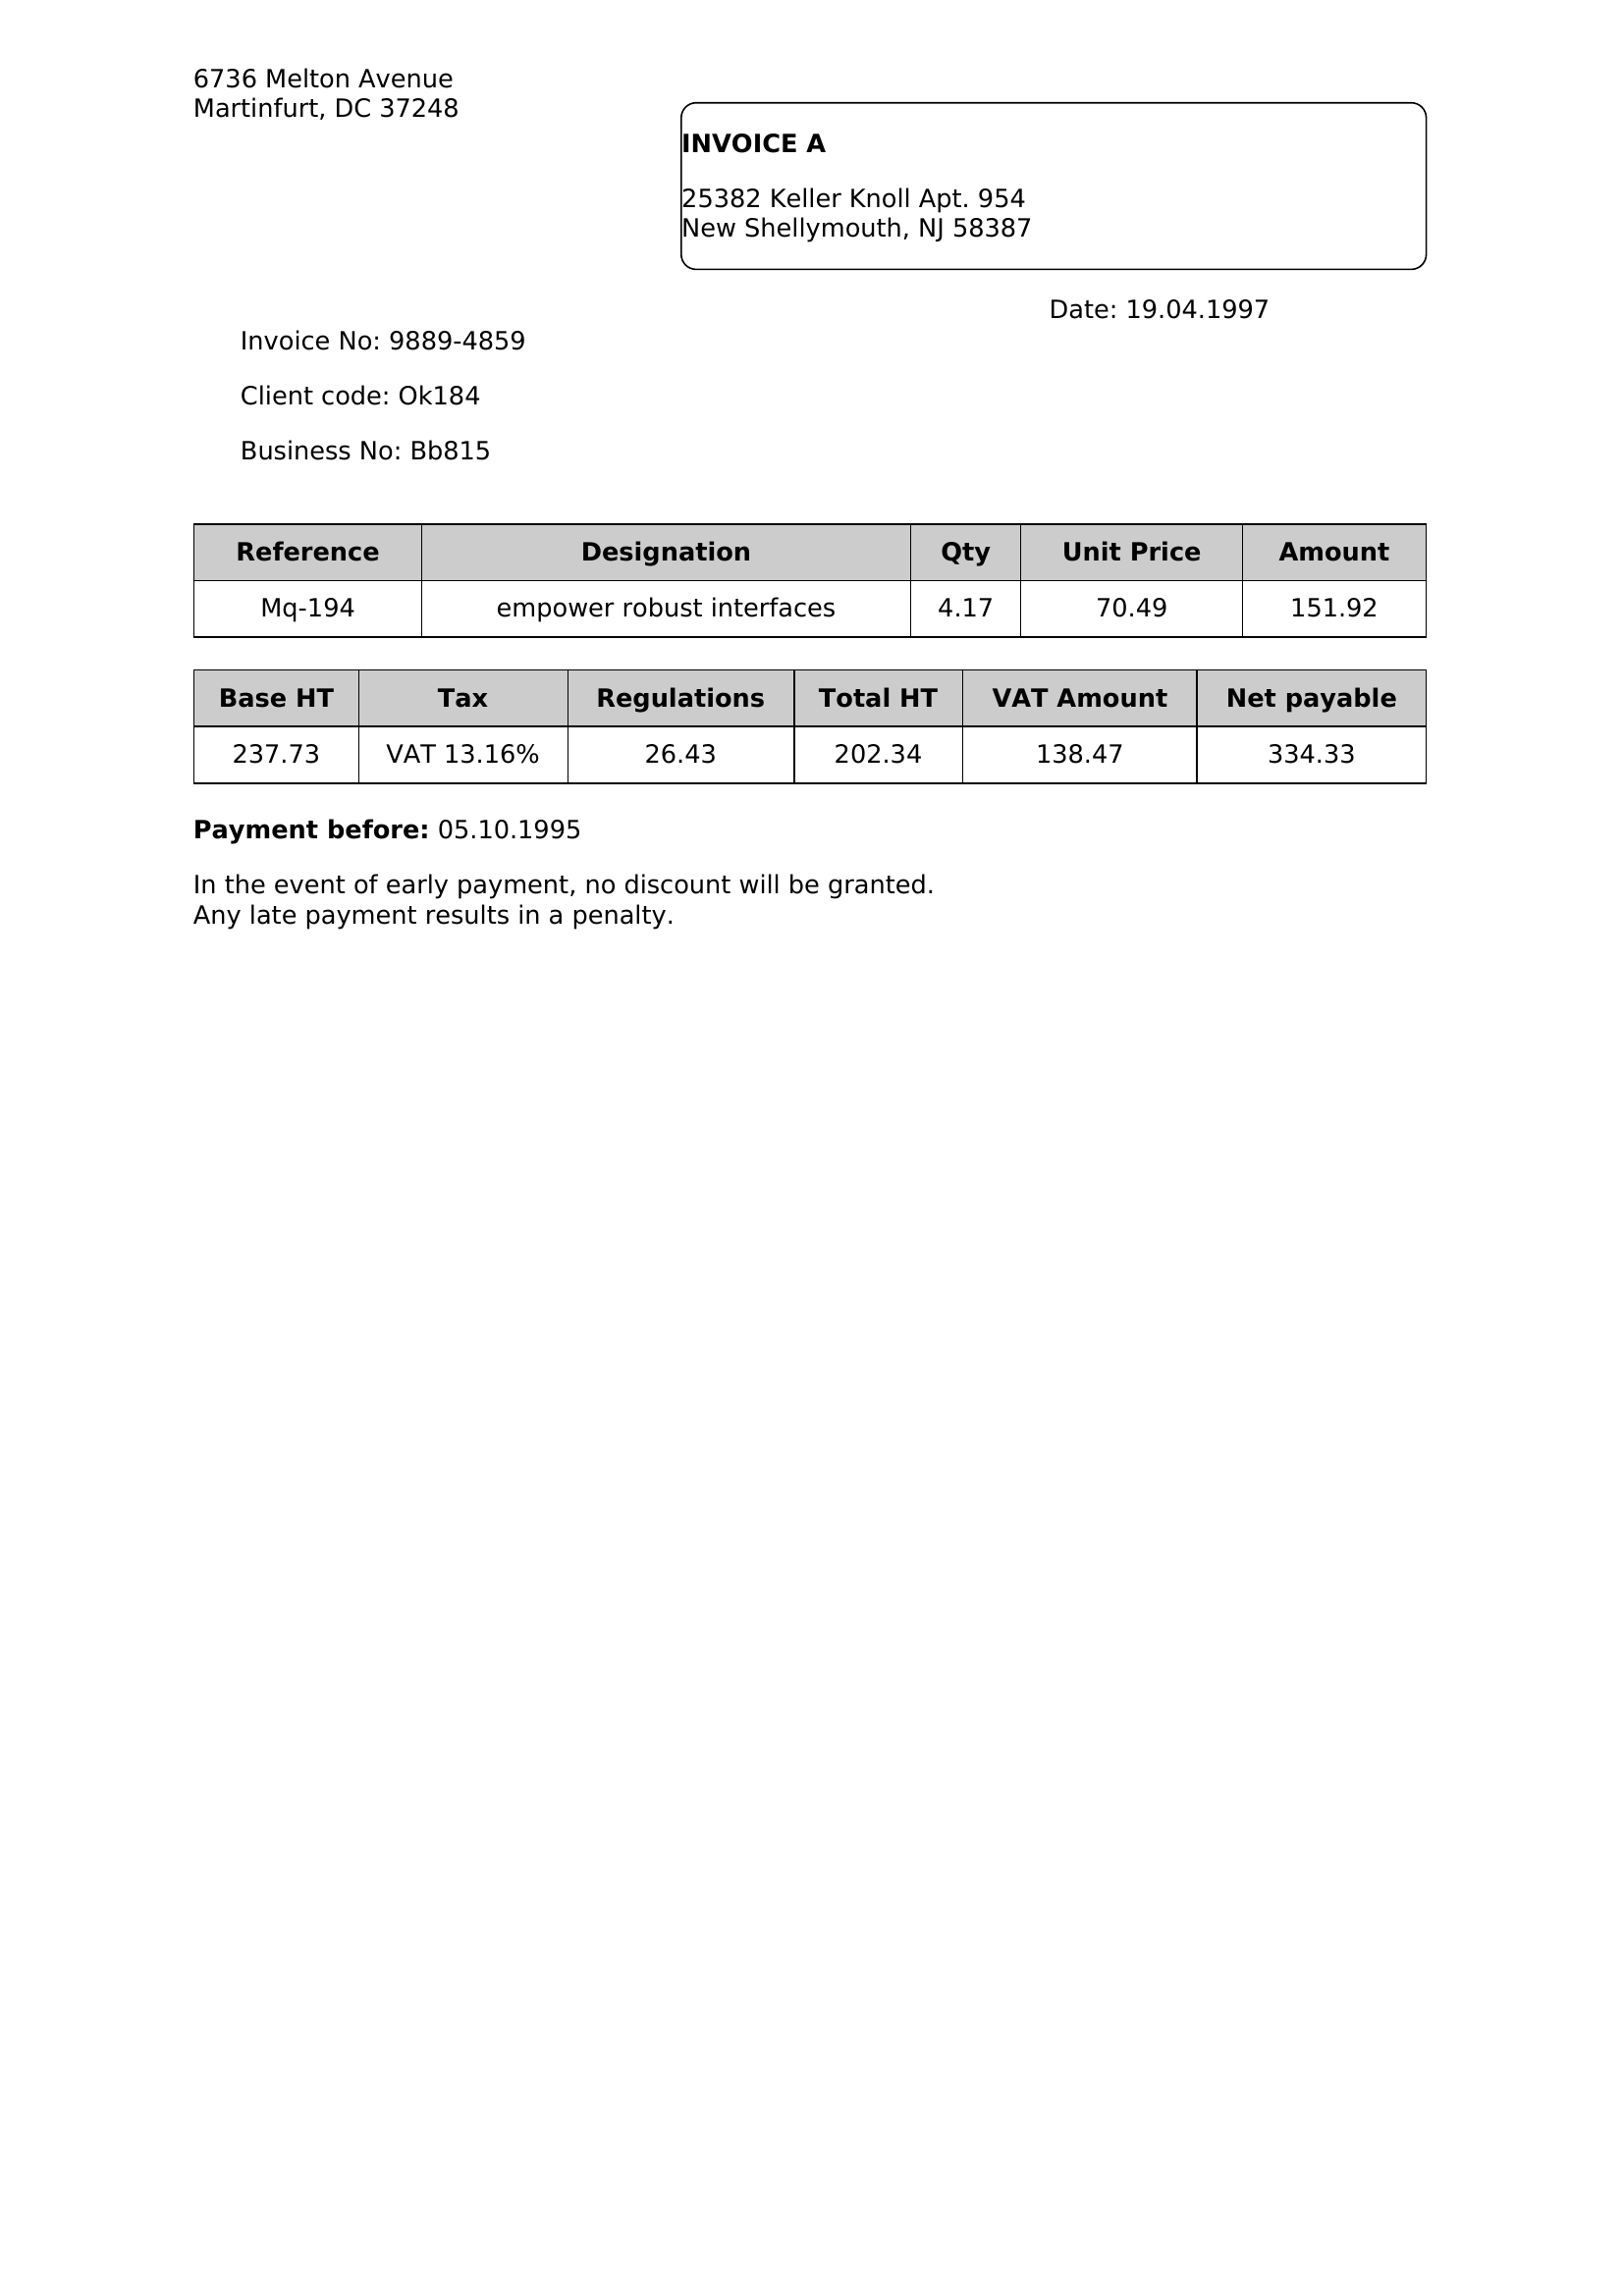 6736 Melton Avenue
Martinfurt, DC 37248
INVOICE A
25382 Keller Knoll Apt. 954
New Shellymouth, NJ 58387
Date: 19.04.1997
Invoice No: 9889-4859
Client code: Ok184
Business No: Bb815
Reference Designation Qty Unit Price Amount
Mq-194 empower robust interfaces 4.17 70.49 151.92
Base HT Tax Regulations Total HT VAT Amount Net payable
237.73 VAT 13.16% 26.43 202.34 138.47 334.33
Payment before: 05.10.1995
In the event of early payment, no discount will be granted.
Any late payment results in a penalty.